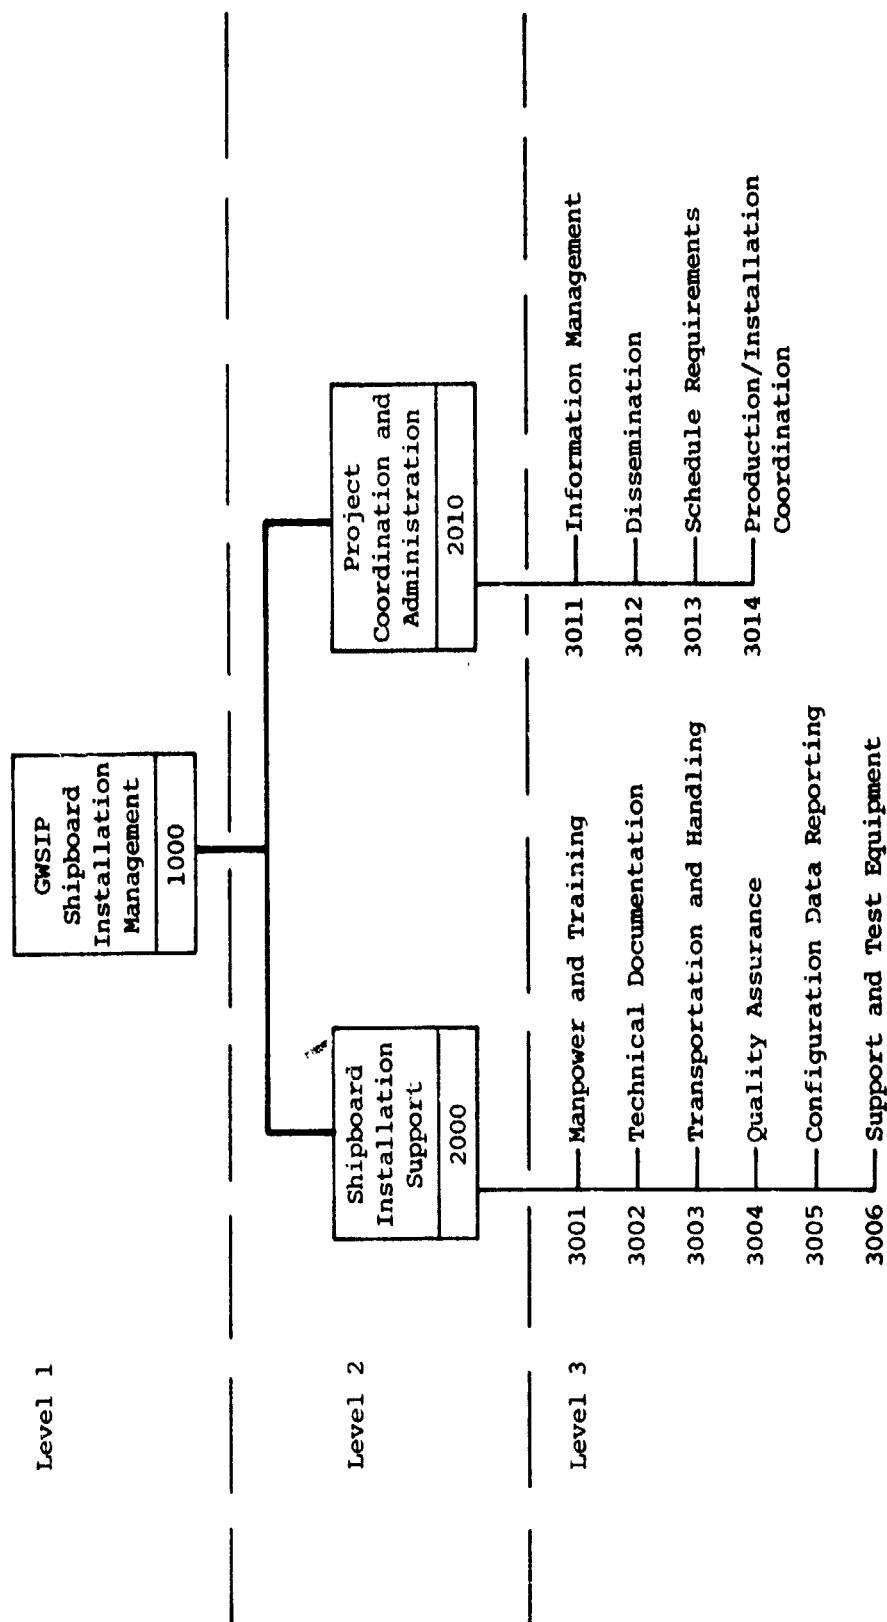 Level 1
GWSIP
Shipboard
Installation
Management
1000
Level 2
Shipboard
Installation
Support
2000
Project
Coordination and
Administration
2010
Level 3
3001 Manpower and Training
3002 Technical Documentation
3003 Transportation and Handling
3004 Quality Assurance
3005 Configuration Data Reporting
3006 Support and Test Equipment
3011 Information Management
3012 Dissemination
3013 Schedule Requirements
3014 Production/Installation
Coordination